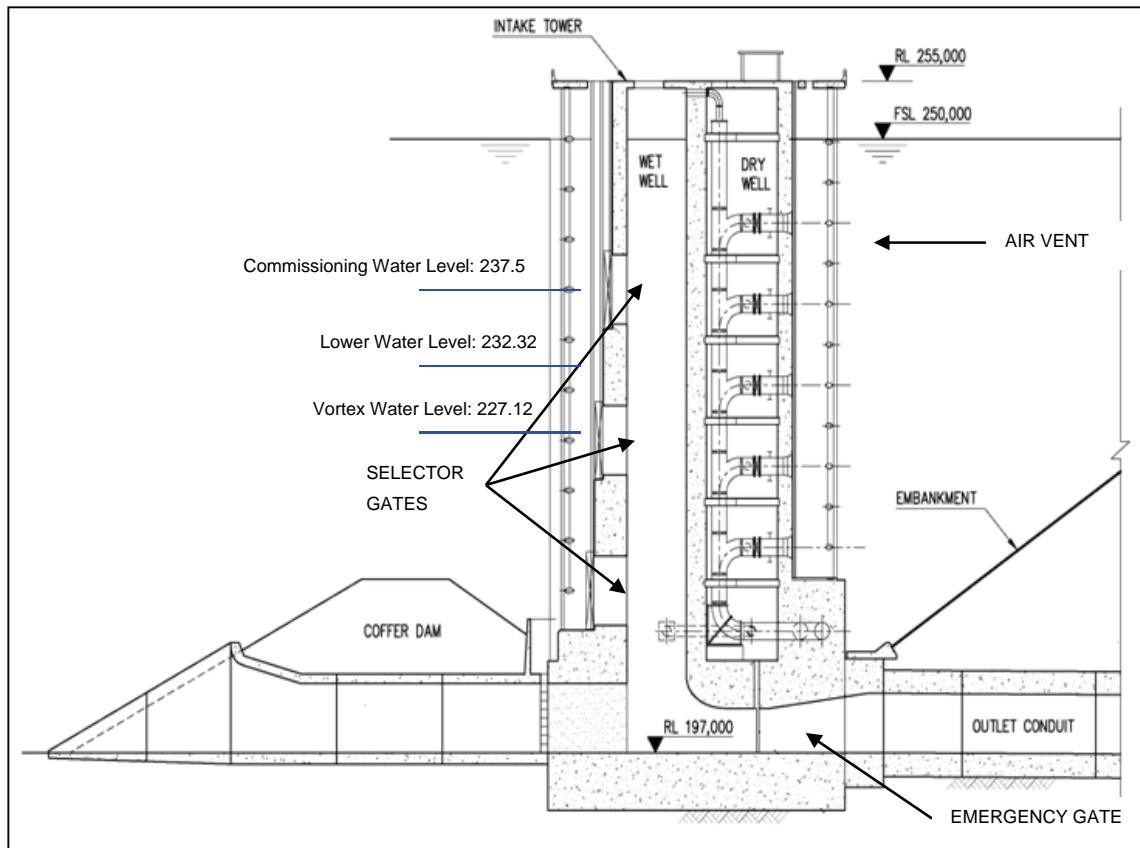 INTAKE TOWER
RL 255,000
FSL 250,000
WET
WELL
DRY
WELL
AIR VENT
Commissioning Water Level: 237.5
Lower Water Level: 232.32
Vortex Water Level: 227.12
SELECTOR
GATES
EMBANKMENT
COFFER DAM
RL 197,000
OUTLET CONDUIT
EMERGENCY GATE